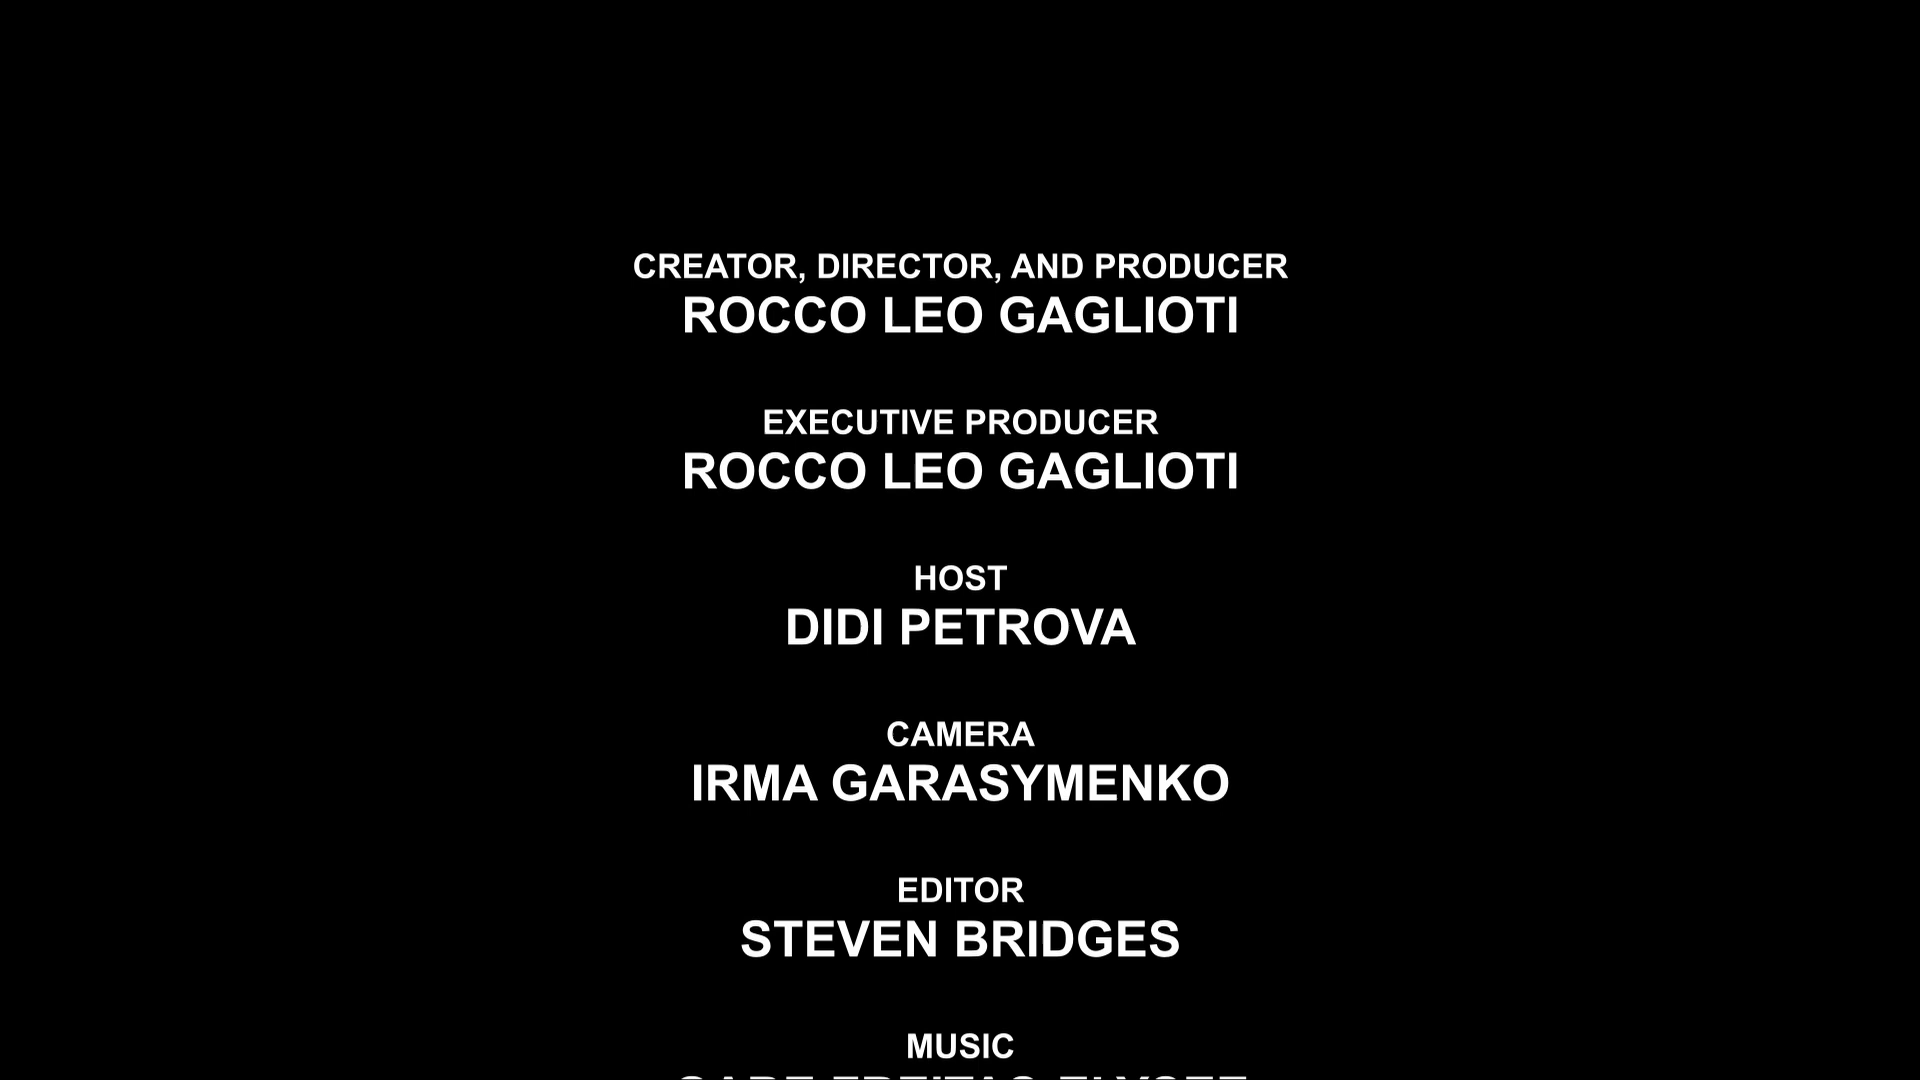 CREATOR, DIRECTOR, AND PRODUCER
ROCCO LEO GAGLIOTI
EXECUTIVE PRODUCER
ROCCO LEO GAGLIOTI
HOST
DIDI PETROVA
CAMERA
IRMA GARASYMENKO
EDITOR
STEVEN BRIDGES
MUSIC